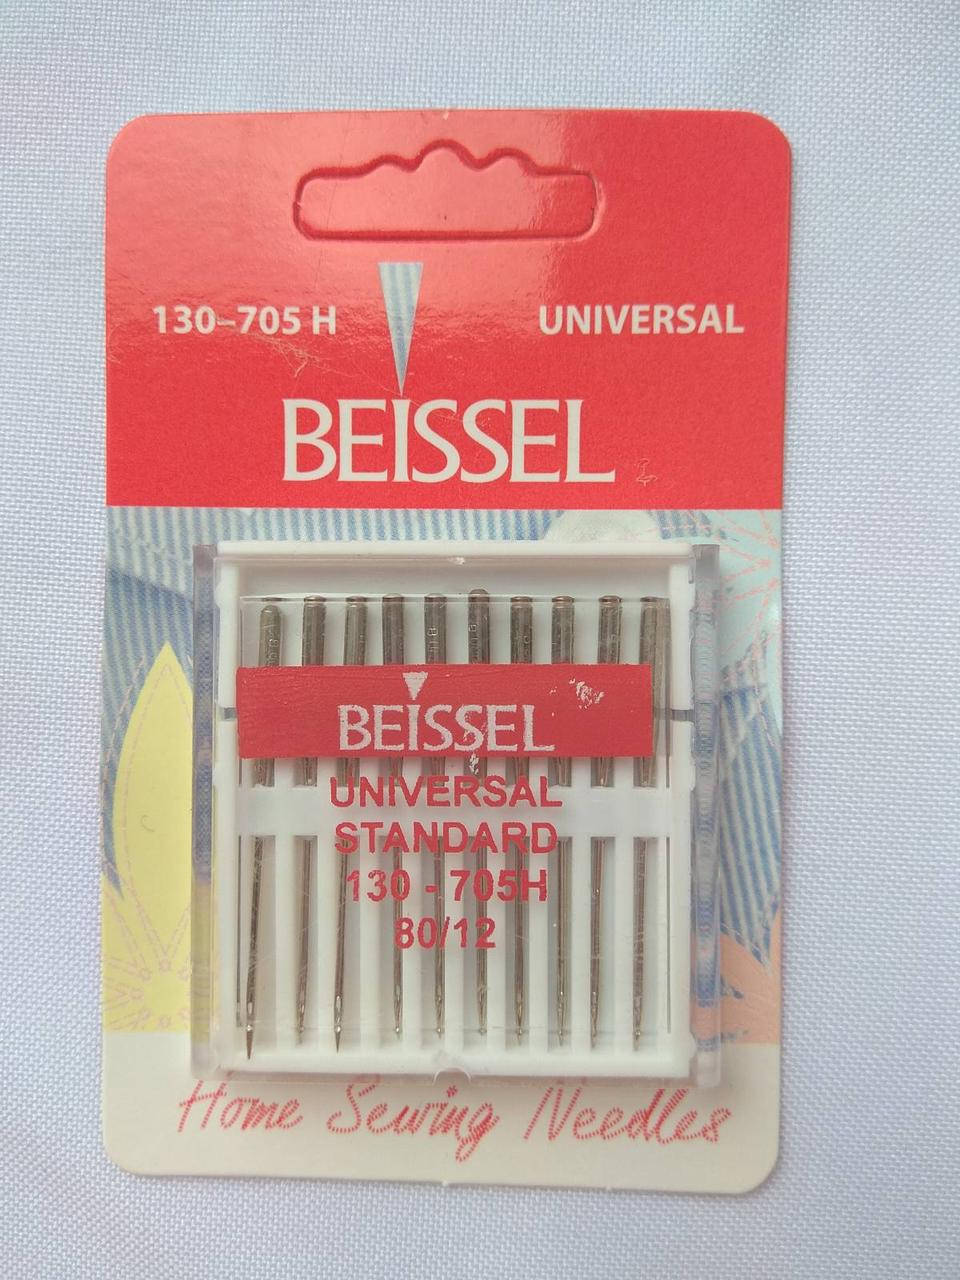 130–705 H
UNIVERSAL
BEISSEL
BEISSEL
UNIVERSAL
STANDARD
130 - 705H
80/12
Home Sewing Needles